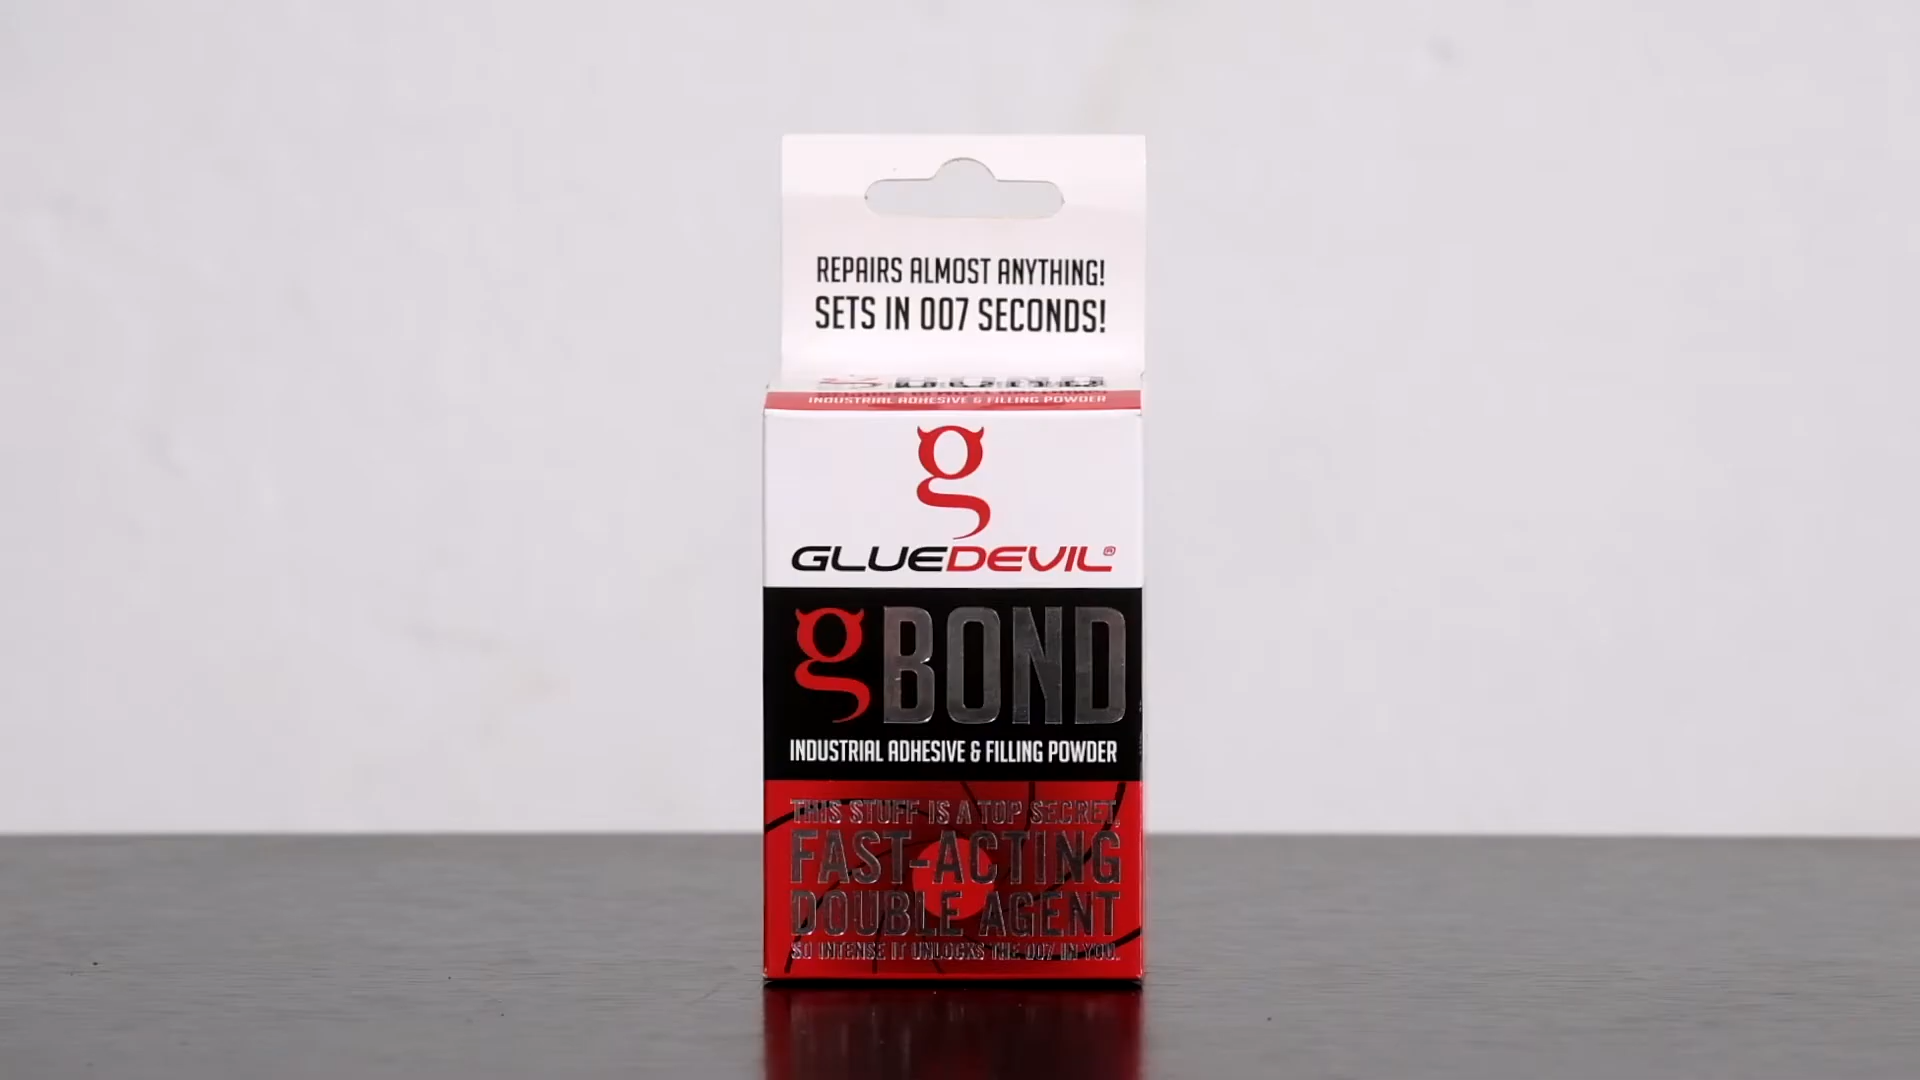 REPAIRS ALMOST ANYTHING!
SETS IN 007 SECONDS!
INDUSTRIAL ADHESIVE & FILLING POWDER
g
GLUEDEVIL®
gBOND
INDUSTRIAL ADHESIVE & FILLING POWDER
THIS STUFF IS A TOP SECRET,
FAST-ACTING
DOUBLE AGENT
SO INTENSE IT UNLOCKS THE 007 IN YOU.